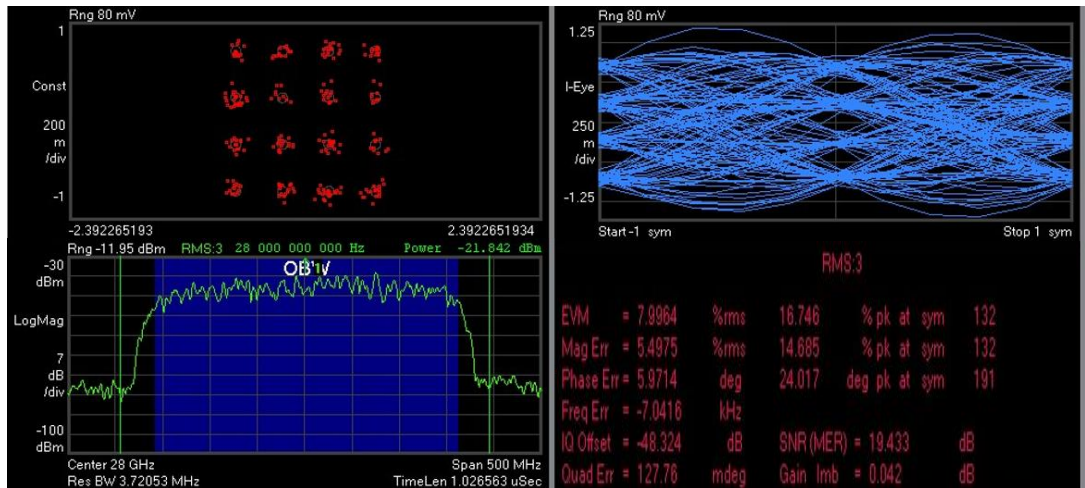 Rng 80 mV
1
Const
200
m
/div
-1
-2.392265193 2.3922651934
Rng 80 mV
1.25
I-Eye
250
m
/div
-1.25
Start -1 sym Stop 1 sym
Rng -11.95 dBm RMS:3 28 000 000 000 Hz Power -21.842 dBm
-30
dBm
LogMag
7
dB
/div
-100
dBm
Center 28 GHz Span 500 MHz
Res BW 3.72053 MHz TimeLen 1.026563 uSec
RMS:3
EVM = 7.9964 %rms 16.746 % pk at sym 132
Mag Err = 5.4975 %rms 14.685 % pk at sym 132
Phase Err = 5.9714 deg 24.017 deg pk at sym 191
Freq Err = -7.0416 kHz
IQ Offset = -48.324 dB SNR (MER) = 19.433 dB
Quad Err = 127.76 mdeg Gain Imb = 0.042 dB